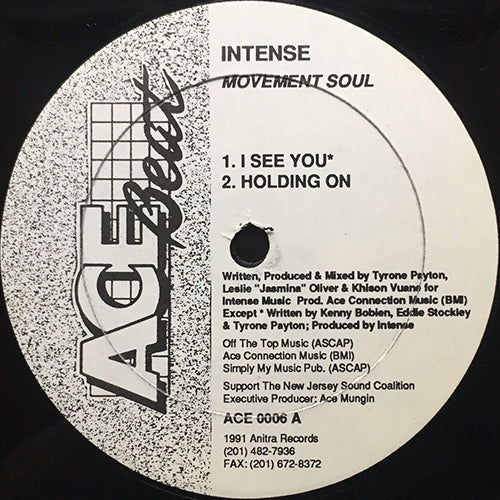 ACE
Beat
INTENSE
MOVEMENT SOUL
1. I SEE YOU*
2. HOLDING ON
Written, Produced & Mixed by Tyrone Payton,
Leslie "Jasmina" Oliver & Khison Vuane for
Intense Music Prod. Ace Connection Music (BMI)
Except * Written by Kenny Bobien, Eddie Stockley
& Tyrone Payton; Produced by Intense
Off The Top Music (ASCAP)
Ace Connection Music (BMI)
Simply My Music Pub. (ASCAP)
Support The New Jersey Sound Coalition
Executive Producer: Ace Mungin
ACE 0006 A
1991 Anitra Records
(201) 482-7936
FAX: (201) 672-8372